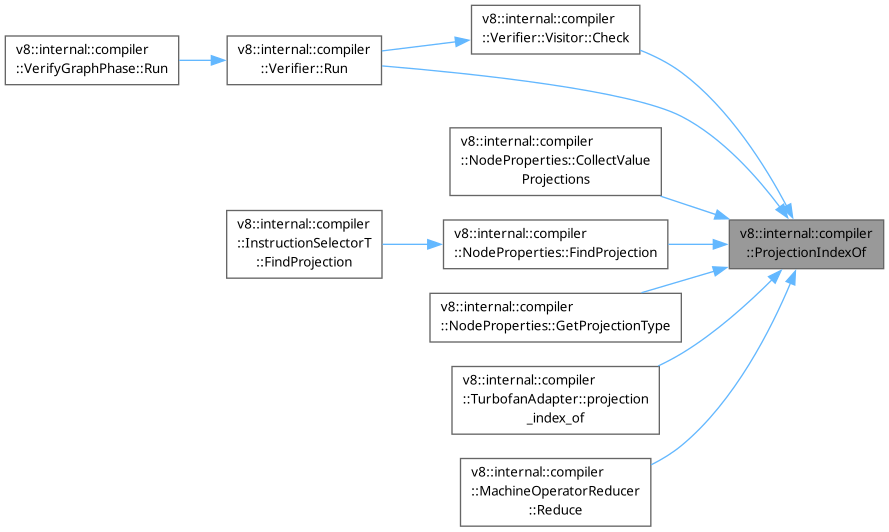 v8::internal::compiler
::VerifyGraphPhase::Run
v8::internal::compiler
::Verifier::Run
v8::internal::compiler
::Verifier::Visitor::Check
v8::internal::compiler
::NodeProperties::CollectValue
Projections
v8::internal::compiler
::InstructionSelectorT
::FindProjection
v8::internal::compiler
::NodeProperties::FindProjection
v8::internal::compiler
::ProjectionIndexOf
v8::internal::compiler
::NodeProperties::GetProjectionType
v8::internal::compiler
::TurbofanAdapter::projection
_index_of
v8::internal::compiler
::MachineOperatorReducer
::Reduce